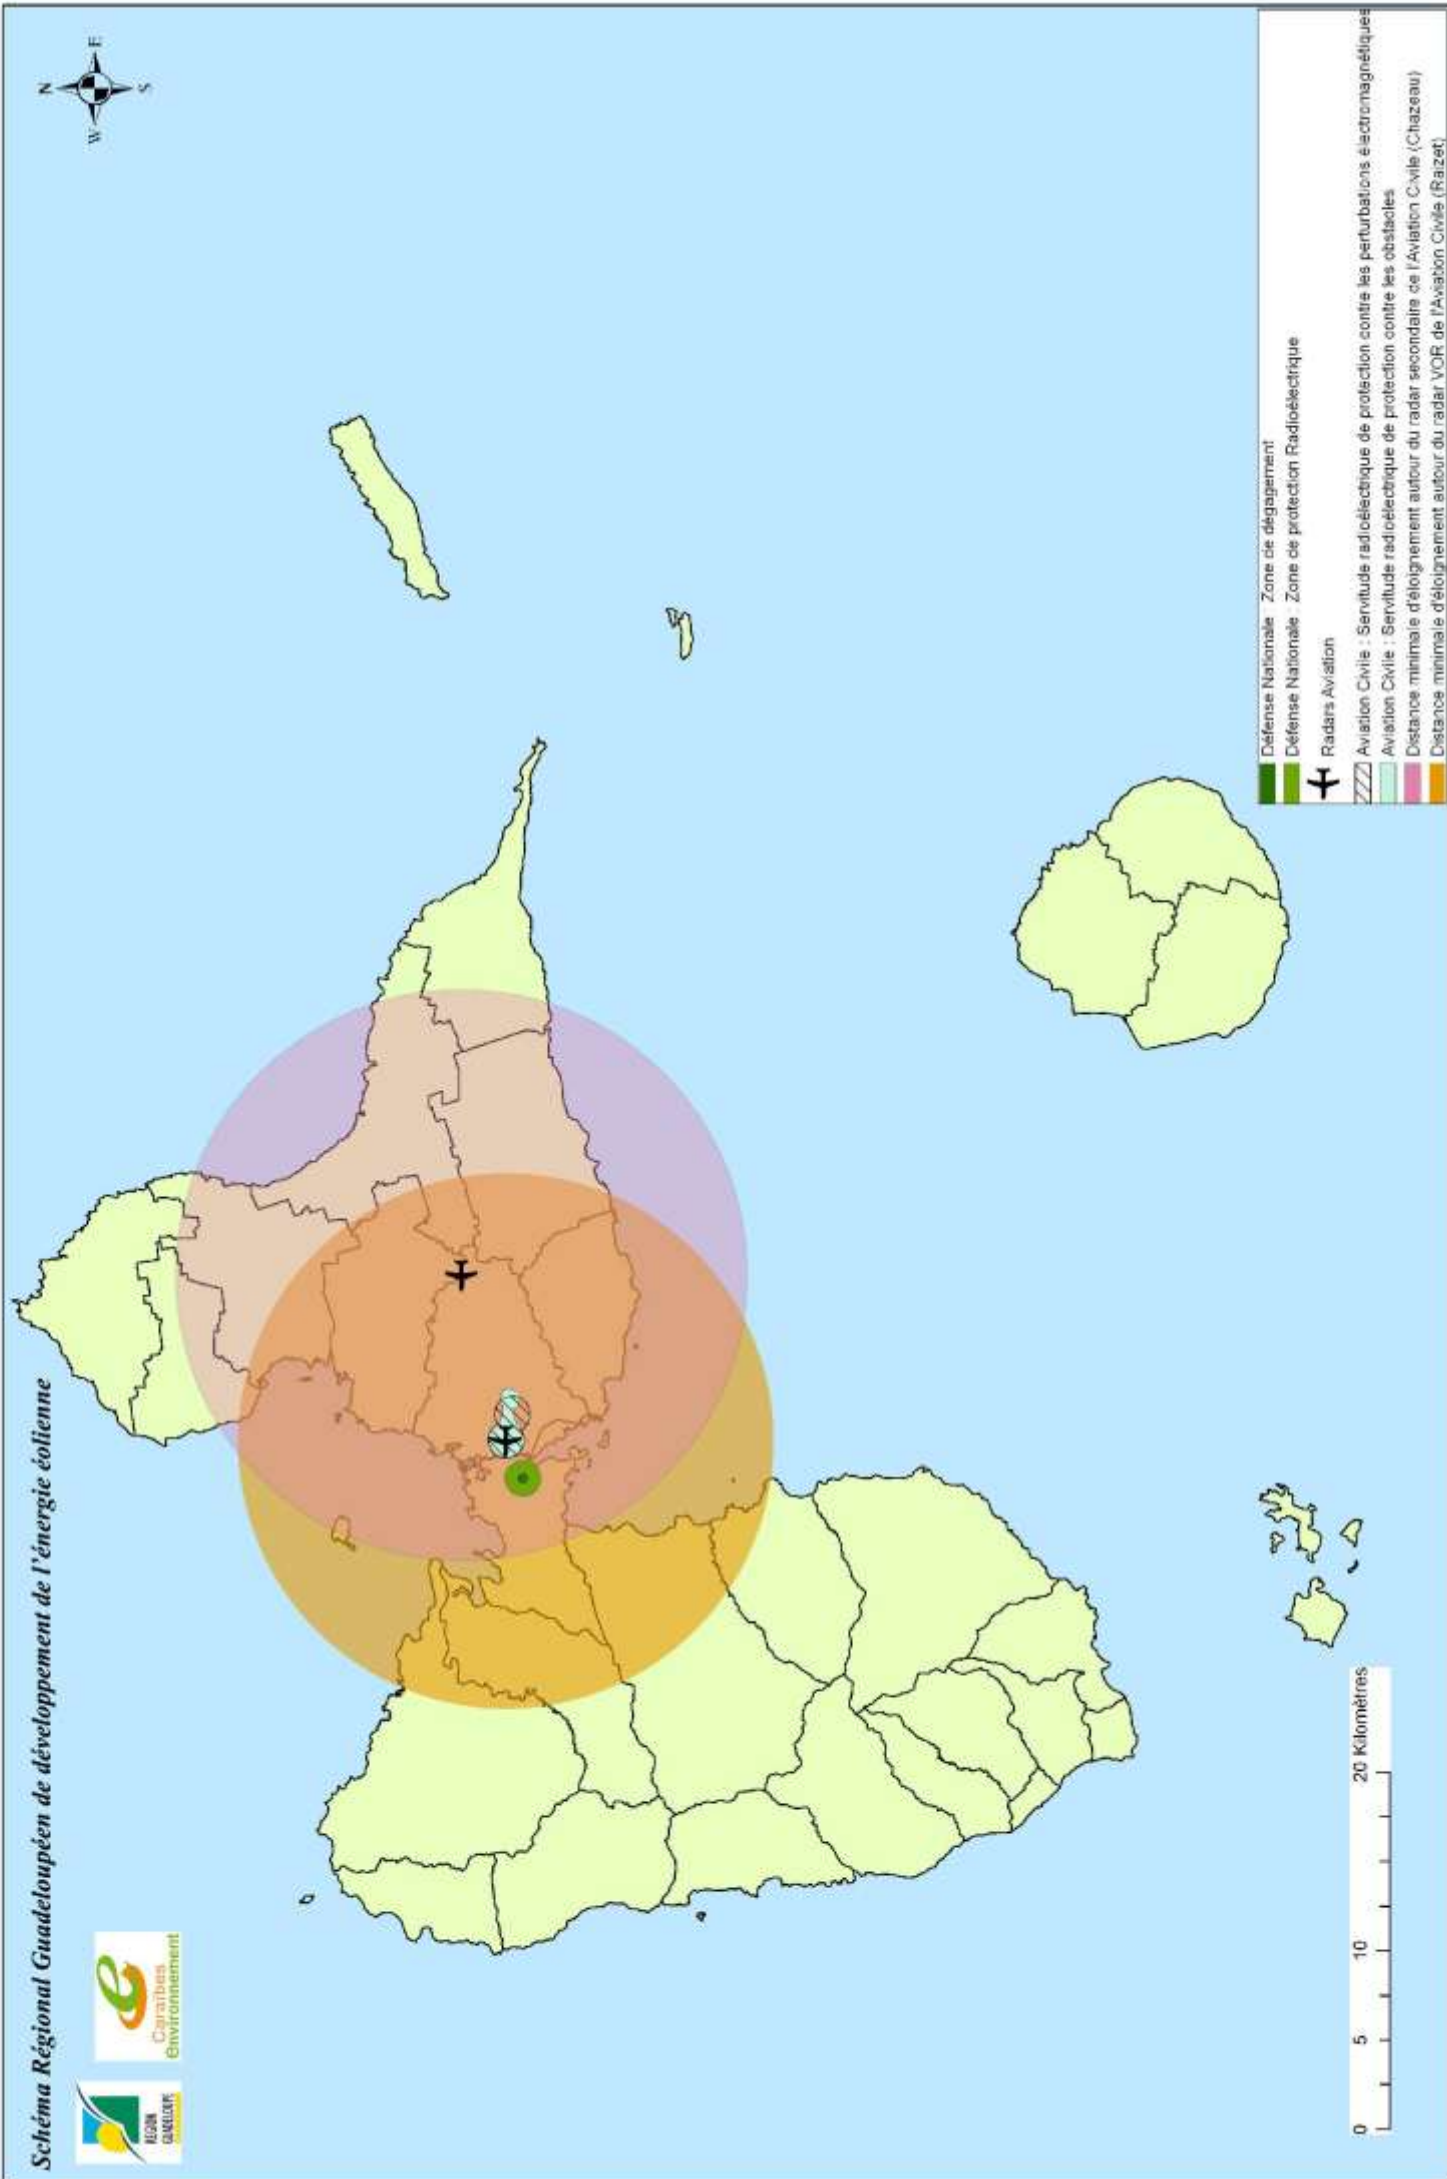 Schéma Régional Guadeloupéen de développement de l'énergie éolienne
REGION
GUADELOUPE
e
Caraïbes
environnement
N
W
E
S
Défense Nationale : Zone de dégagement
Défense Nationale : Zone de protection Radioélectrique
Radars Aviation
Aviation Civile : Servitude radioélectrique de protection contre les perturbations électromagnétiques
Aviation Civile : Servitude radioélectrique de protection contre les obstacles
Distance minimale d'éloignement autour du radar secondaire de l'Aviation Civile (Chazeau)
Distance minimale d'éloignement autour du radar VOR de l'Aviation Civile (Raizet)
0 5 10 20 Kilomètres